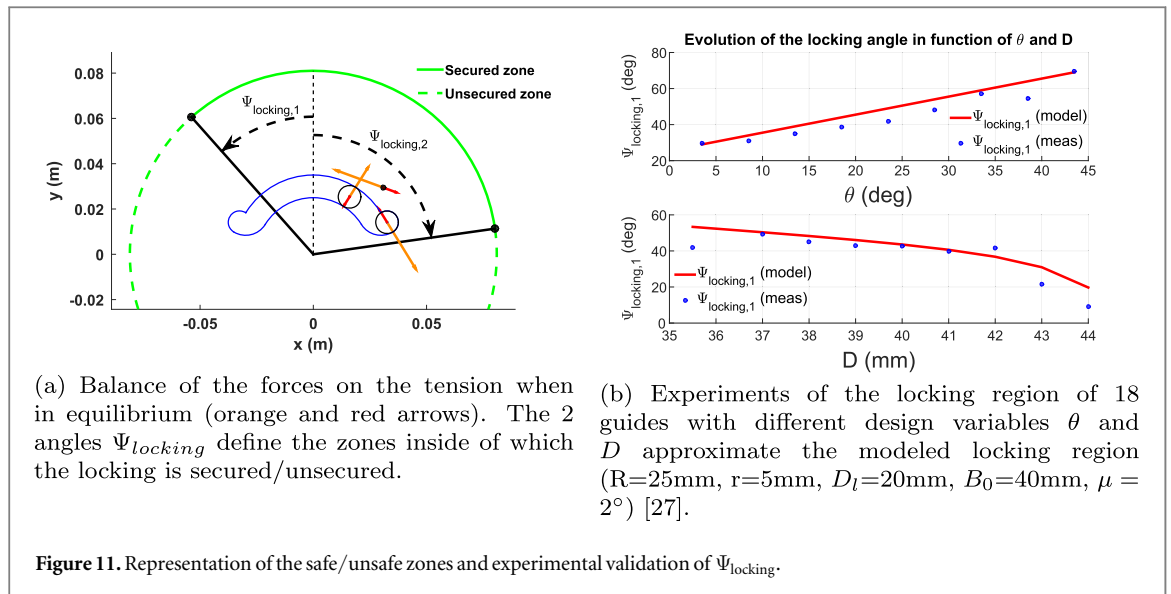 0.08
0.06
0.04
0.02
0
-0.02
y (m)
-0.05
0
0.05
x (m)
Secured zone
Unsecured zone
Ψlocking,1
Ψlocking,2
Evolution of the locking angle in function of θ and D
80
60
40
20
Ψlocking,1 (deg)
0 5 10 15 20 25 30 35 40 45
θ (deg)
Ψlocking,1 (model)
Ψlocking,1 (meas)
60
40
20
0
Ψlocking,1 (deg)
35 36 37 38 39 40 41 42 43 44
D (mm)
Ψlocking,1 (model)
Ψlocking,1 (meas)
(a) Balance of the forces on the tension when
in equilibrium (orange and red arrows). The 2
angles Ψlocking define the zones inside of which
the locking is secured/unsecured.
(b) Experiments of the locking region of 18
guides with different design variables θ and
D approximate the modeled locking region
(R=25mm, r=5mm, Dl=20mm, B0=40mm, μ =
2°) [27].
Figure 11. Representation of the safe/unsafe zones and experimental validation of Ψlocking.